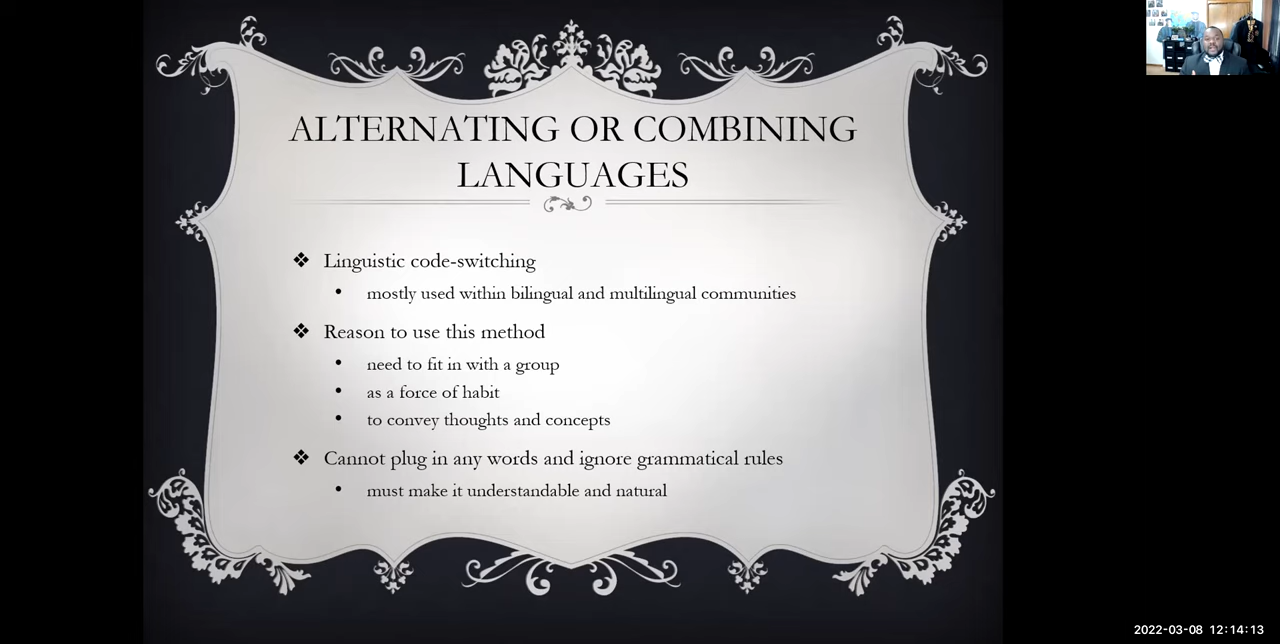 ALTERNATING OR COMBINING
LANGUAGES
❖ Linguistic code-switching
• mostly used within bilingual and multilingual communities
❖ Reason to use this method
• need to fit in with a group
• as a force of habit
• to convey thoughts and concepts
❖ Cannot plug in any words and ignore grammatical rules
• must make it understandable and natural
2022-03-08 12:14:13